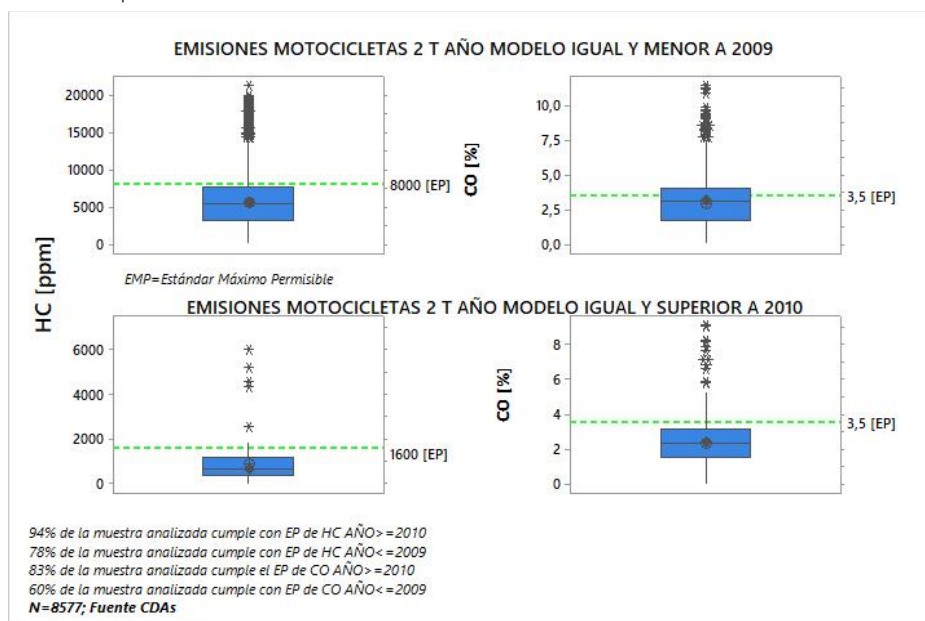 EMISIONES MOTOCICLETAS 2 T AÑO MODELO IGUAL Y MENOR A 2009
20000
15000
10000
5000
0
8000 [EP]
CO [%]
10,0
7,5
5,0
2,5
0,0
3,5 [EP]
HC [ppm]
EMP=Estándar Máximo Permisible
EMISIONES MOTOCICLETAS 2 T AÑO MODELO IGUAL Y SUPERIOR A 2010
6000
4000
2000
0
1600 [EP]
CO [%]
8
6
4
2
0
3,5 [EP]
94% de la muestra analizada cumple con EP de HC AÑO>=2010
78% de la muestra analizada cumple con EP de HC AÑO<=2009
83% de la muestra analizada cumple el EP de CO AÑO>=2010
60% de la muestra analizada cumple con EP de CO AÑO<=2009
N=8577; Fuente CDAs